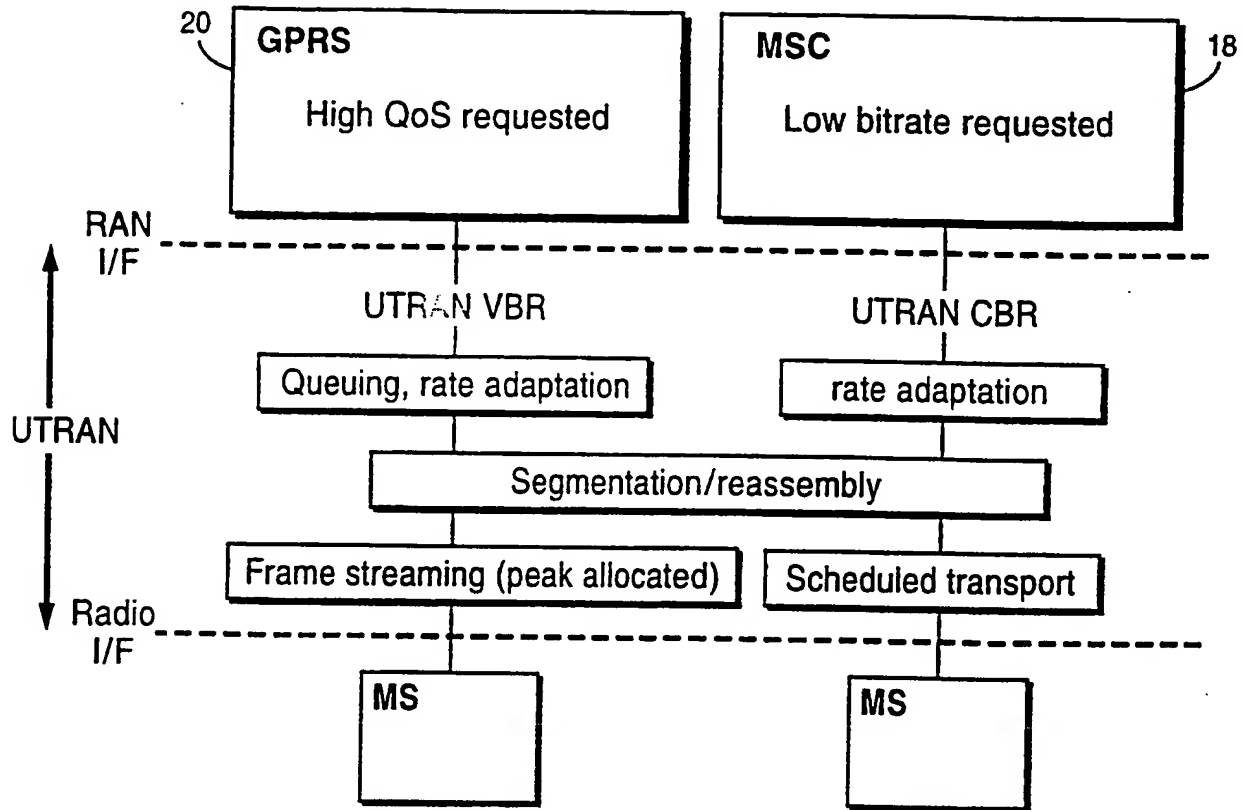 20
GPRS
High QoS requested
MSC
Low bitrate requested
18
RAN
I/F
UTRAN VBR
UTRAN CBR
Queuing, rate adaptation
rate adaptation
UTRAN
Segmentation/reassembly
Frame streaming (peak allocated)
Scheduled transport
Radio
I/F
MS
MS